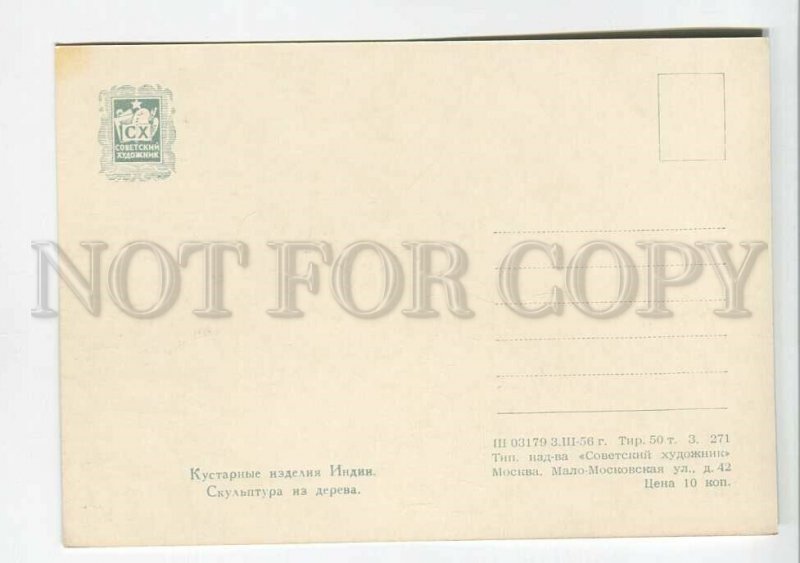 СХ
СОВЕТСКИЙ
ХУДОЖНИК
NOT FOR COPY
Кустарные изделия Индии.
Скульптура из дерева.
Ш 03179 3.III-56 г. Тир. 50 т. З. 271
Тип. изд-ва «Советский художник»
Москва. Мало-Московская ул., д. 42
Цена 10 коп.